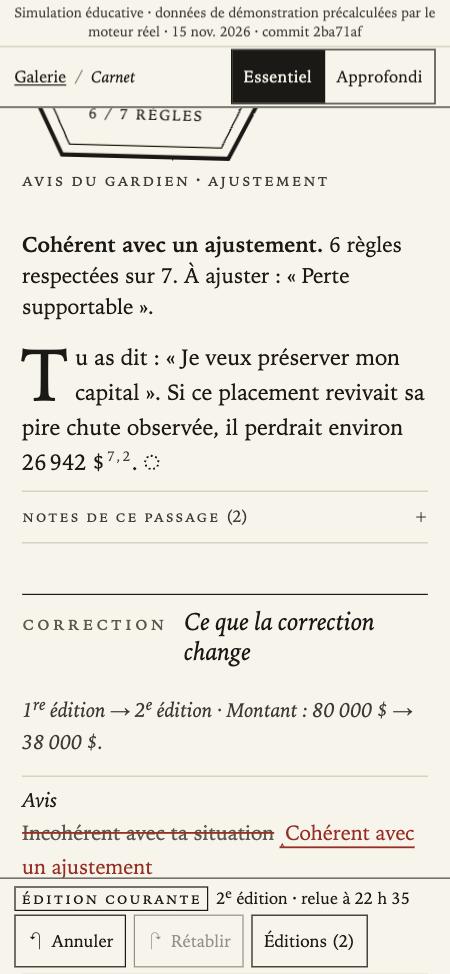 Simulation éducative · données de démonstration précalculées par le
moteur réel · 15 nov. 2026 · commit 2ba71af
Galerie / Carnet
Essentiel Approfondi
6 / 7 RÈGLES
AVIS DU GARDIEN · AJUSTEMENT
Cohérent avec un ajustement. 6 règles
respectées sur 7. À ajuster : « Perte
supportable ».
Tu as dit : « Je veux préserver mon
capital ». Si ce placement revivait sa
pire chute observée, il perdrait environ
26 942 $ 7,2.
NOTES DE CE PASSAGE (2) +
CORRECTION Ce que la correction
change
1re édition → 2e édition · Montant : 80 000 $ →
38 000 $.
Avis
Incohérent avec ta situation Cohérent avec
un ajustement
ÉDITION COURANTE 2e édition · relue à 22 h 35
Annuler Rétablir Éditions (2)